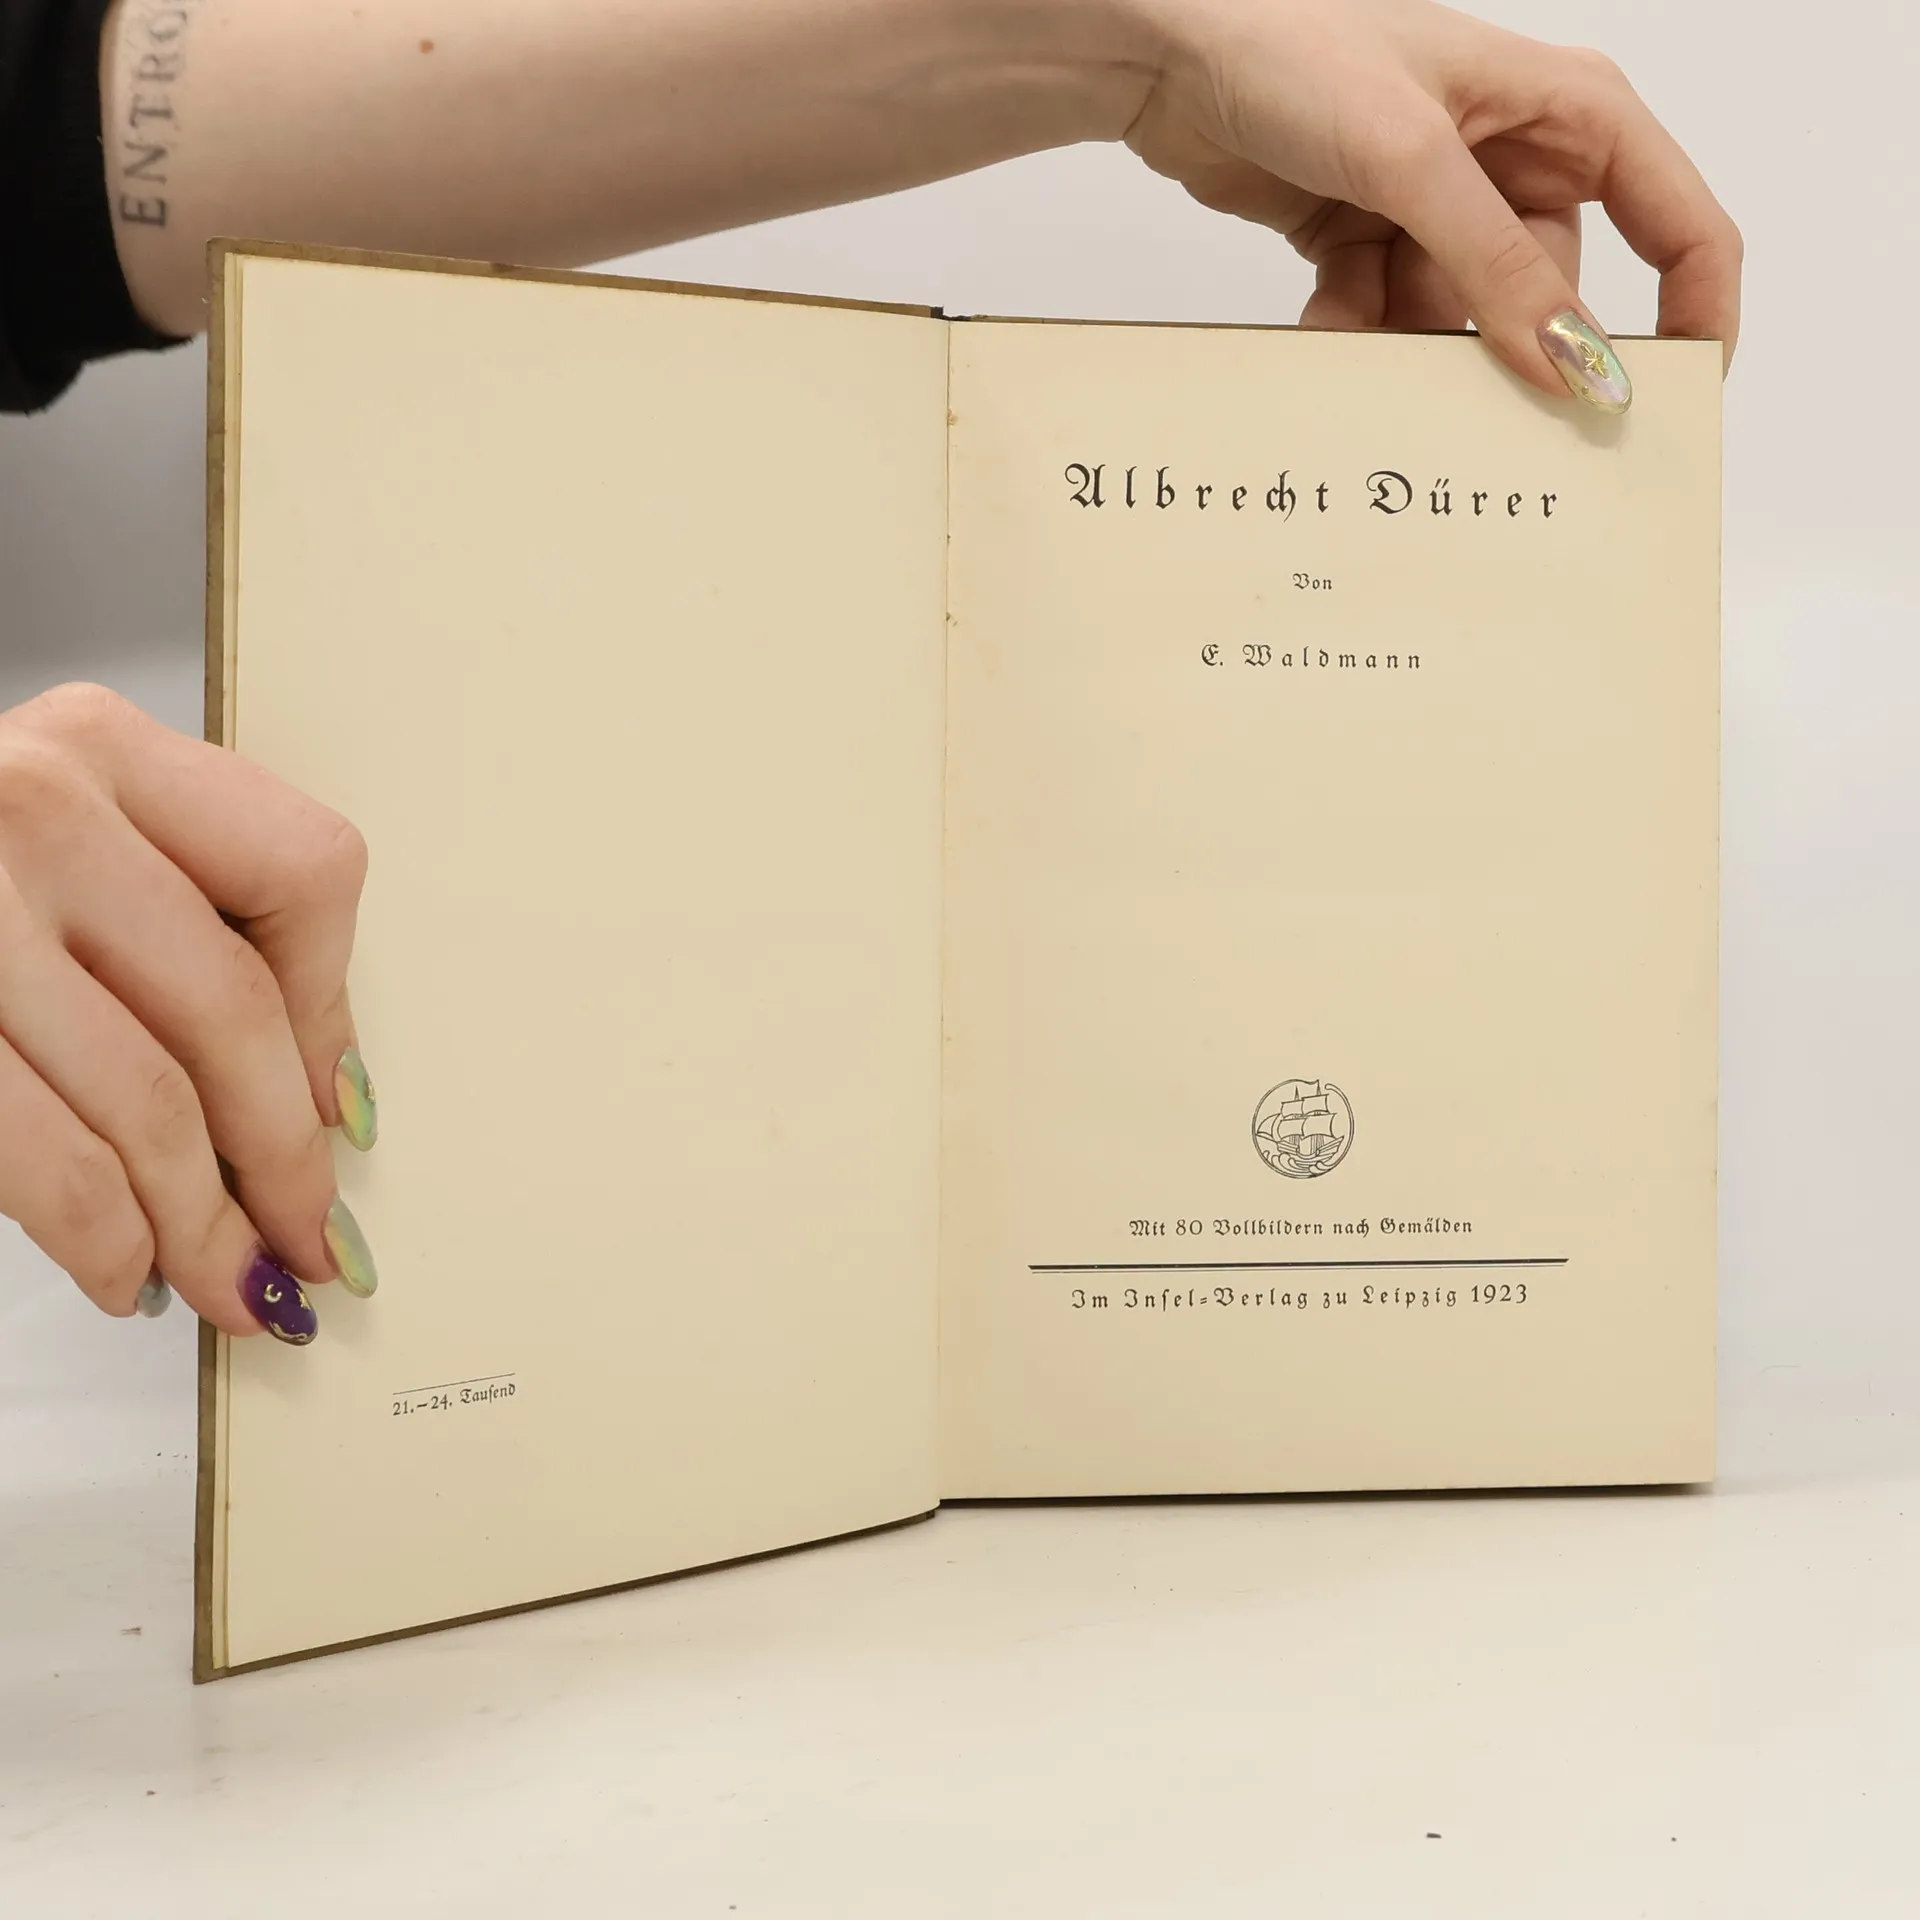 ENTRO
21.–24. Tauſend
Albrecht Dürer
Von
E. Waldmann
Mit 80 Vollbildern nach Gemälden
Im Inſel=Verlag zu Leipzig 1923